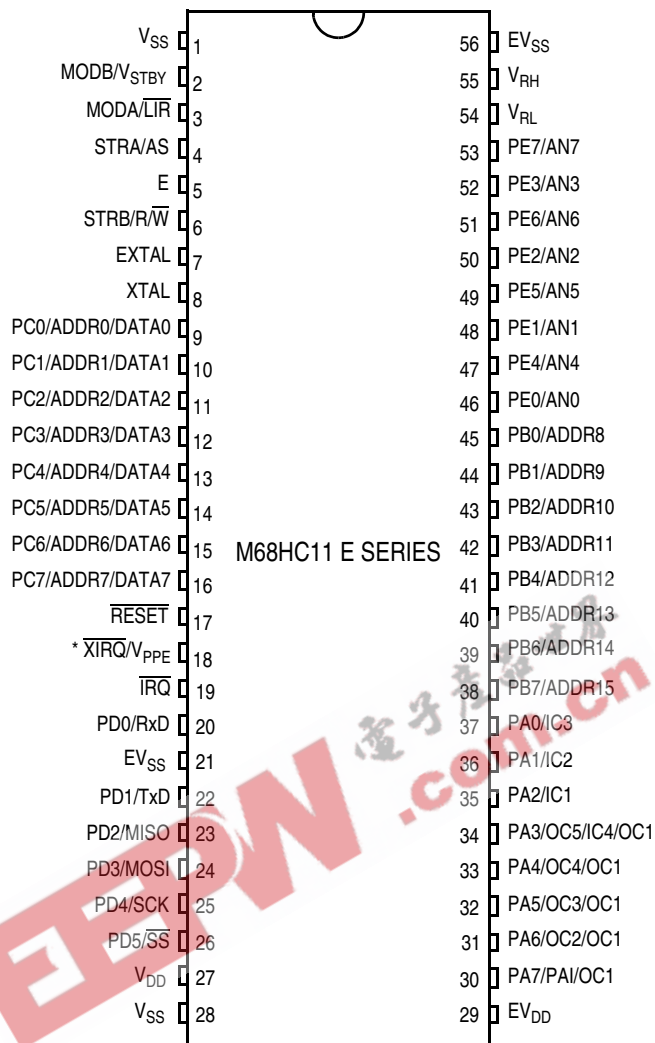 VSS 1
MODB/VSTBY 2
MODA/L̅I̅R̅ 3
STRA/AS 4
E 5
STRB/R/W̅ 6
EXTAL 7
XTAL 8
PC0/ADDR0/DATA0 9
PC1/ADDR1/DATA1 10
PC2/ADDR2/DATA2 11
PC3/ADDR3/DATA3 12
PC4/ADDR4/DATA4 13
PC5/ADDR5/DATA5 14
PC6/ADDR6/DATA6 15
PC7/ADDR7/DATA7 16
R̅E̅S̅E̅T̅ 17
* X̅I̅R̅Q̅/VPPE 18
I̅R̅Q̅ 19
PD0/RxD 20
EVSS 21
PD1/TxD 22
PD2/MISO 23
PD3/MOSI 24
PD4/SCK 25
PD5/S̅S̅ 26
VDD 27
VSS 28
M68HC11 E SERIES
56 EVSS
55 VRH
54 VRL
53 PE7/AN7
52 PE3/AN3
51 PE6/AN6
50 PE2/AN2
49 PE5/AN5
48 PE1/AN1
47 PE4/AN4
46 PE0/AN0
45 PB0/ADDR8
44 PB1/ADDR9
43 PB2/ADDR10
42 PB3/ADDR11
41 PB4/ADDR12
40 PB5/ADDR13
39 PB6/ADDR14
38 PB7/ADDR15
37 PA0/IC3
36 PA1/IC2
35 PA2/IC1
34 PA3/OC5/IC4/OC1
33 PA4/OC4/OC1
32 PA5/OC3/OC1
31 PA6/OC2/OC1
30 PA7/PAI/OC1
29 EVDD
EEPW
電子產品世界
.com.cn